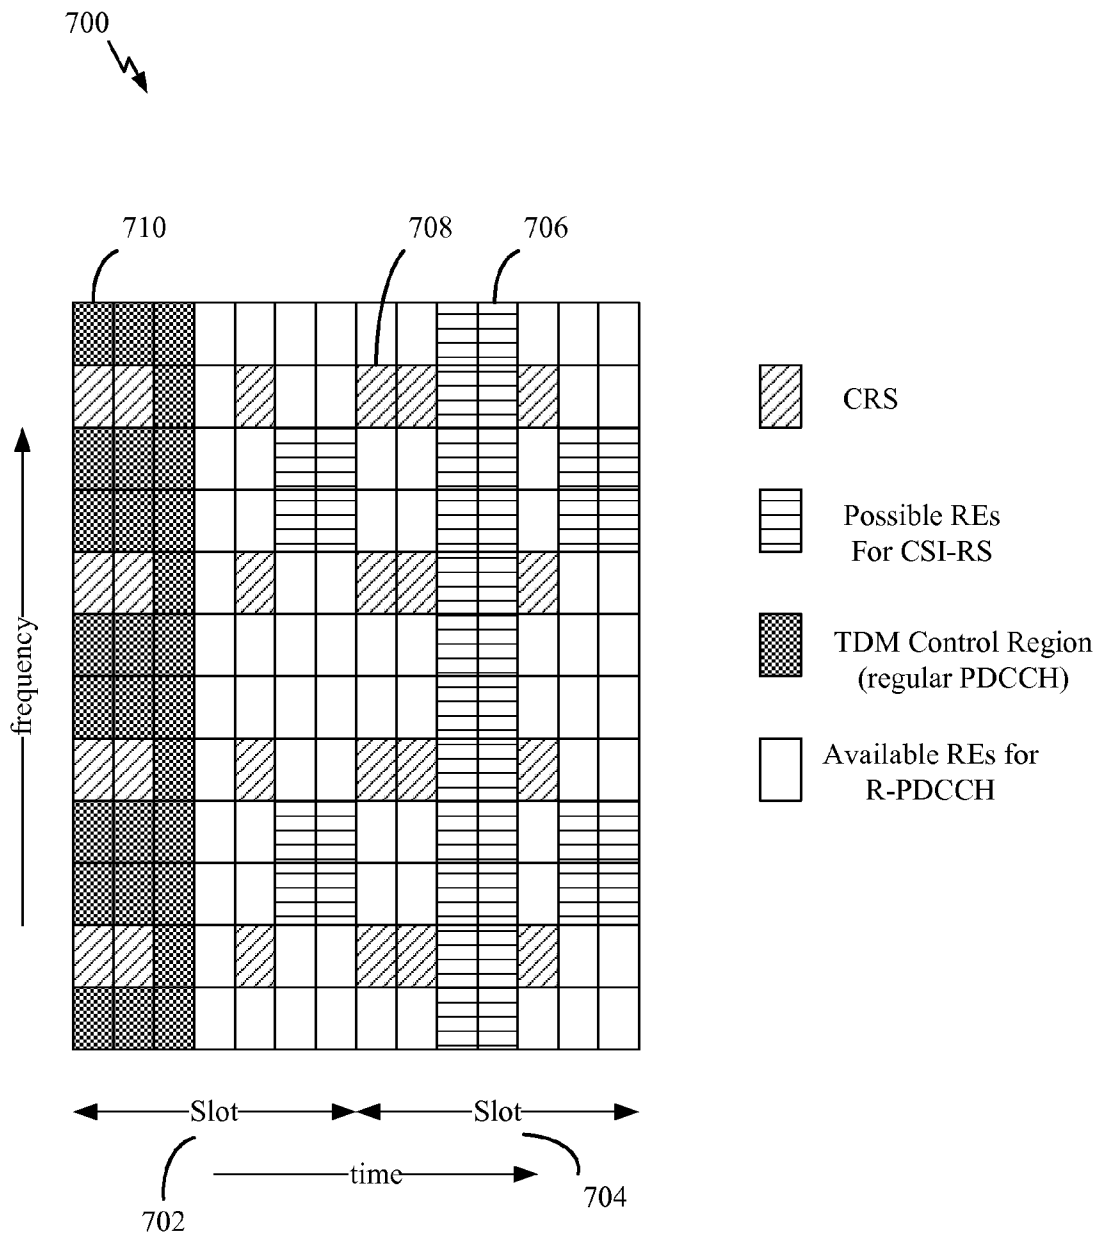 700
710
708
706
CRS
Possible REs
For CSI-RS
TDM Control Region
(regular PDCCH)
Available REs for
R-PDCCH
frequency
Slot
Slot
time
702
704